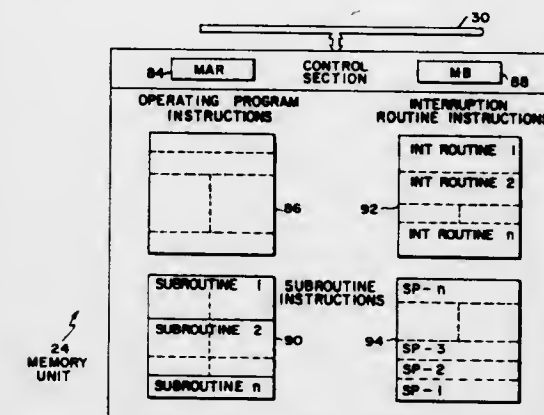 30
84
MAR
CONTROL
SECTION
MB
88
OPERATING PROGRAM
INSTRUCTIONS
INTERRUPTION
ROUTINE INSTRUCTIONS
86
92
INT ROUTINE 1
INT ROUTINE 2
INT ROUTINE n
SUBROUTINE 1
SUBROUTINE 2
SUBROUTINE n
90
SUBROUTINE
INSTRUCTIONS
94
SP-n
SP-3
SP-2
SP-1
24
MEMORY
UNIT